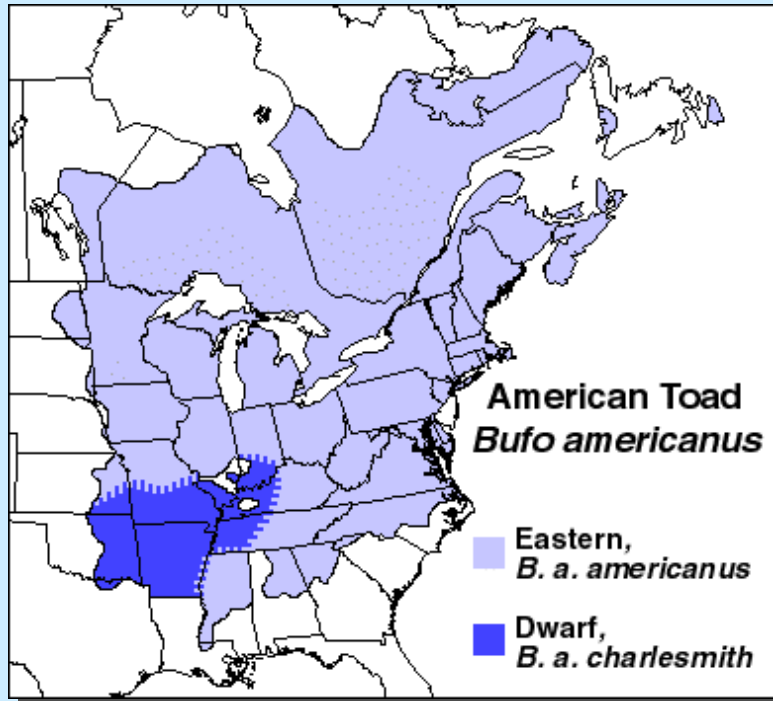 American Toad
Bufo americanus
Eastern,
B. a. americanus
Dwarf,
B. a. charlesmith